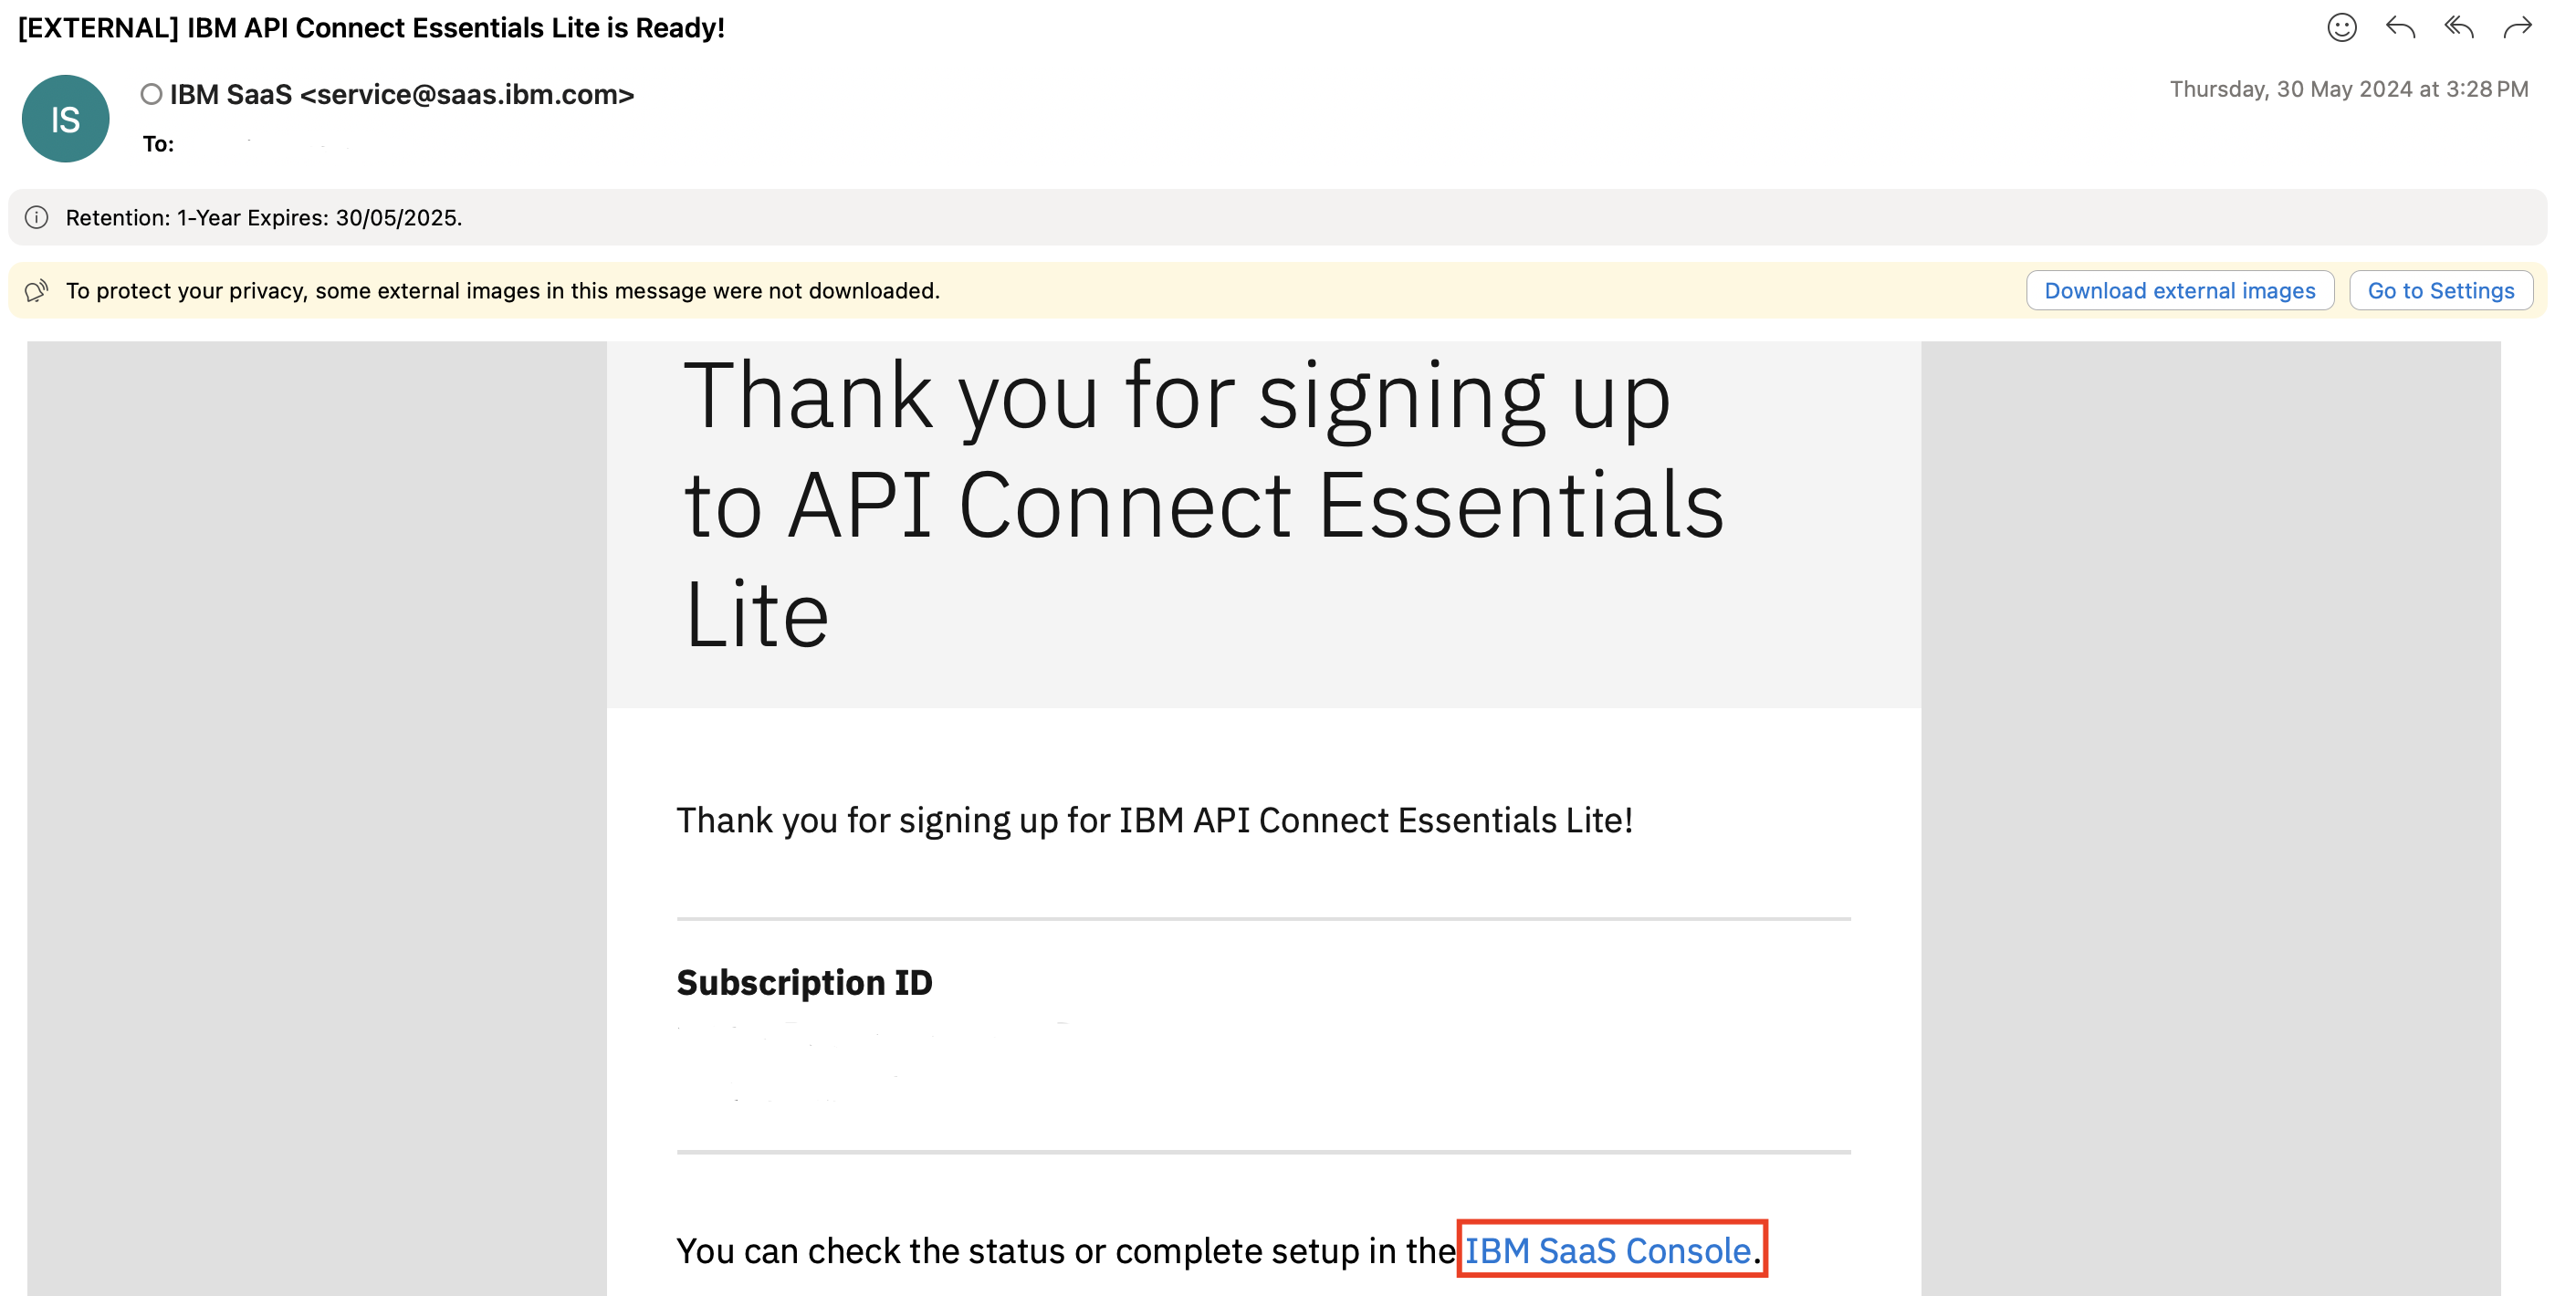 [EXTERNAL] IBM API Connect Essentials Lite is Ready!
IS
IBM SaaS <service@saas.ibm.com>
Thursday, 30 May 2024 at 3:28 PM
To:
Retention: 1-Year Expires: 30/05/2025.
To protect your privacy, some external images in this message were not downloaded.
Download external images
Go to Settings
Thank you for signing up
to API Connect Essentials
Lite
Thank you for signing up for IBM API Connect Essentials Lite!
Subscription ID
You can check the status or complete setup in the IBM SaaS Console.